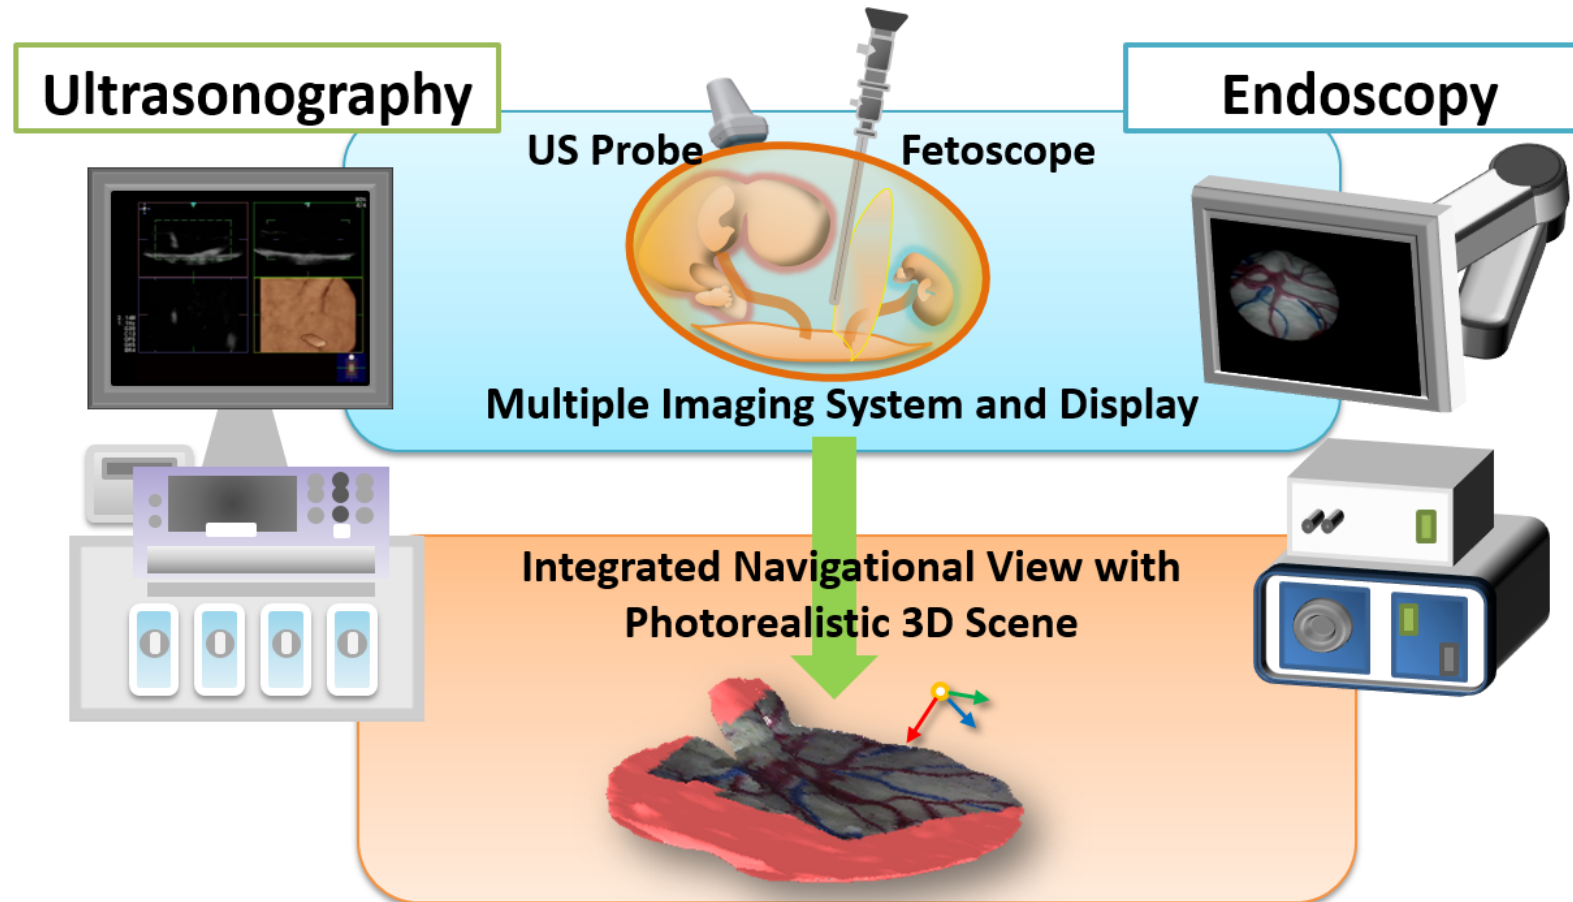 Ultrasonography
Endoscopy
US Probe
Fetoscope
Multiple Imaging System and Display
Integrated Navigational View with
Photorealistic 3D Scene